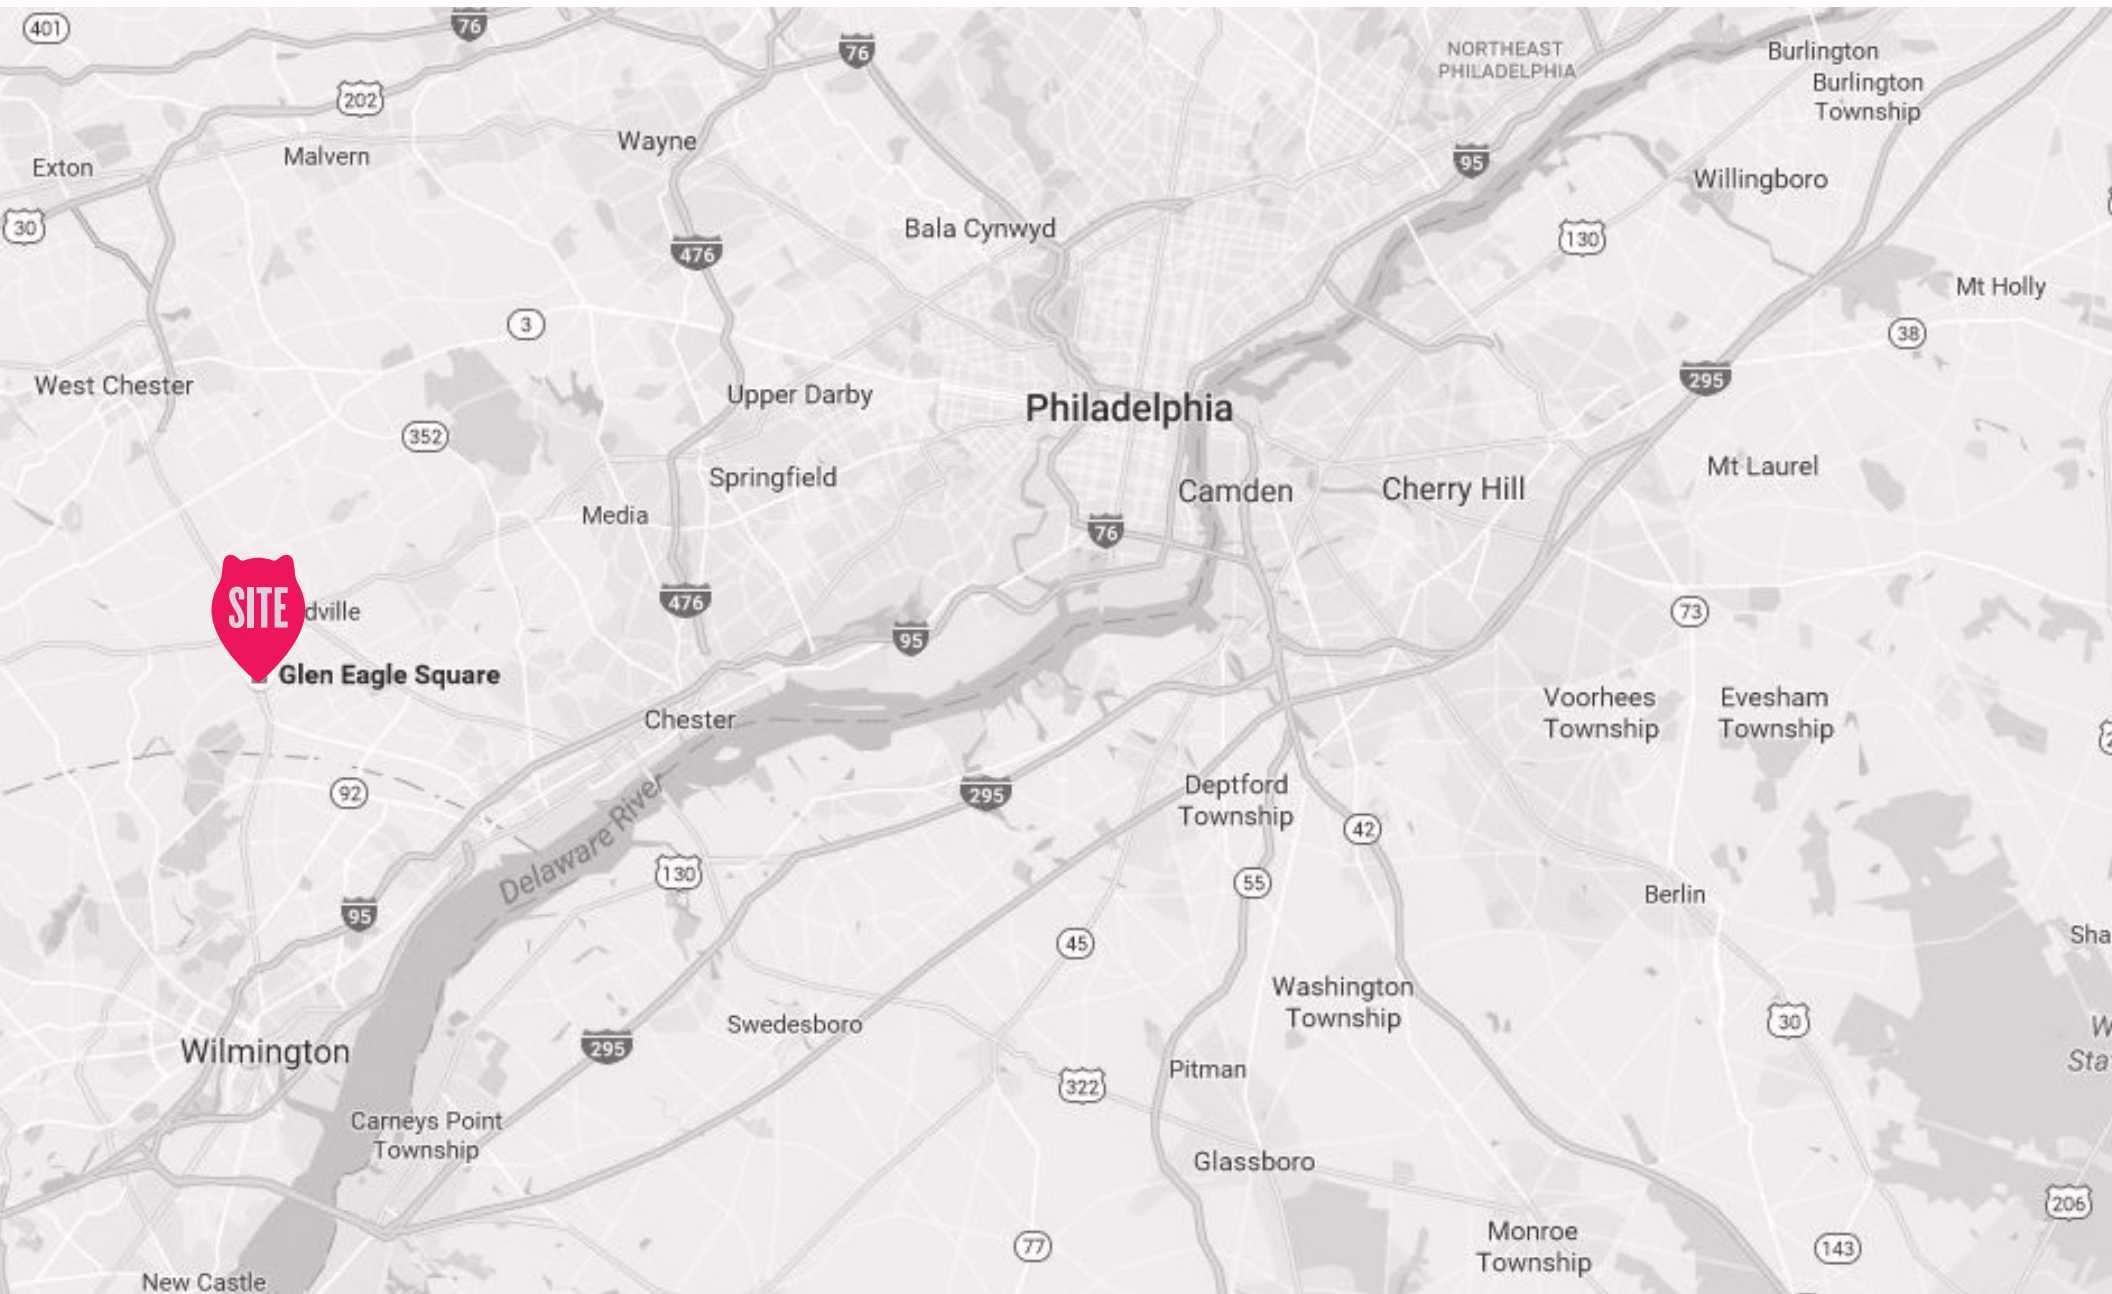 401
76
76
NORTHEAST
PHILADELPHIA
Burlington
Burlington
Township
202
Wayne
Malvern
Exton
95
Willingboro
30
Bala Cynwyd
476
130
Mt Holly
3
38
West Chester
Upper Darby
Philadelphia
295
352
Springfield
Camden
Cherry Hill
Mt Laurel
Media
76
SITE
dville
476
95
73
Glen Eagle Square
Chester
Voorhees
Township
Evesham
Township
92
Delaware River
295
Deptford
Township
42
130
55
Berlin
95
45
Sha
Washington
Township
Swedesboro
30
W
Sta
Wilmington
295
Pitman
322
Carneys Point
Township
Glassboro
206
77
Monroe
Township
143
New Castle